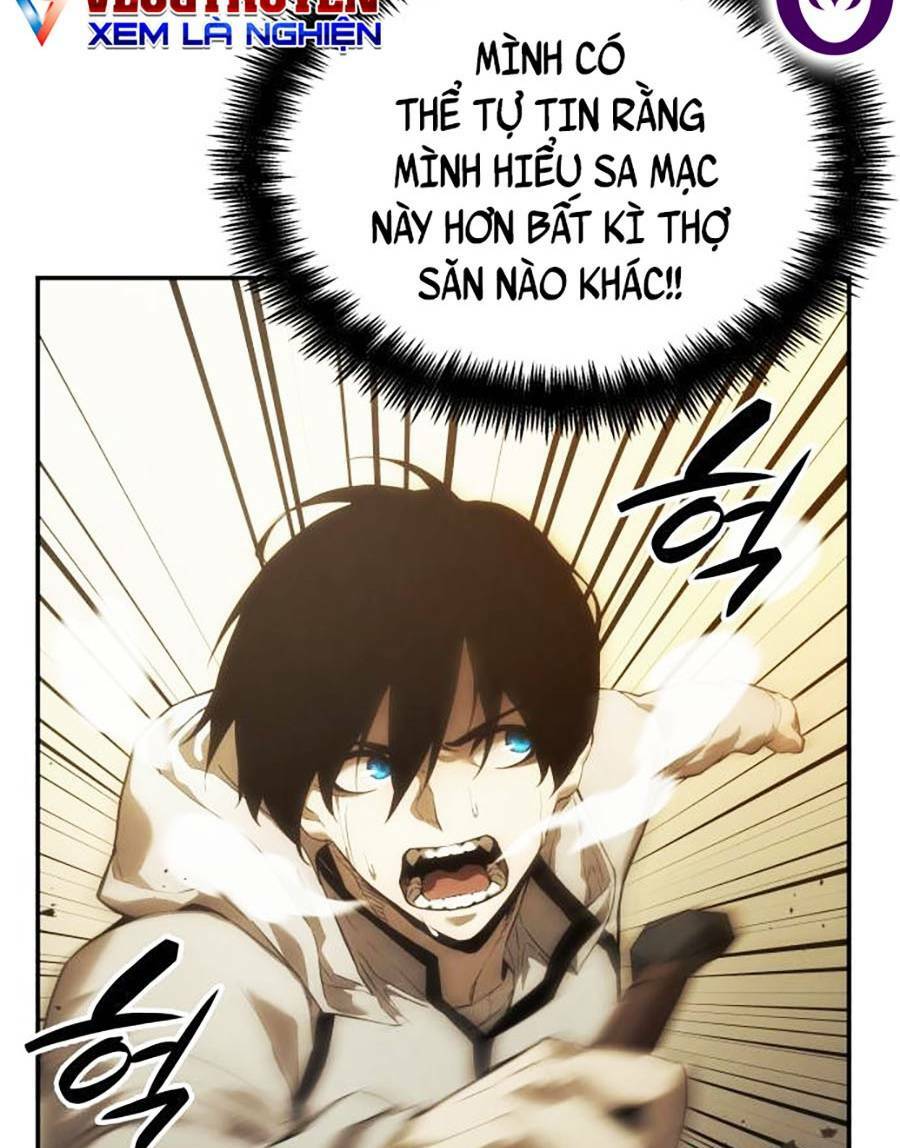 VLOGTRUYEN
XEM LÀ NGHIỆN
MÌNH CÓ
THỂ TỰ TIN RẰNG
MÌNH HIỂU SA MẠC
NÀY HƠN BẤT KÌ THỢ
SĂN NÀO KHÁC!!
헉
헉